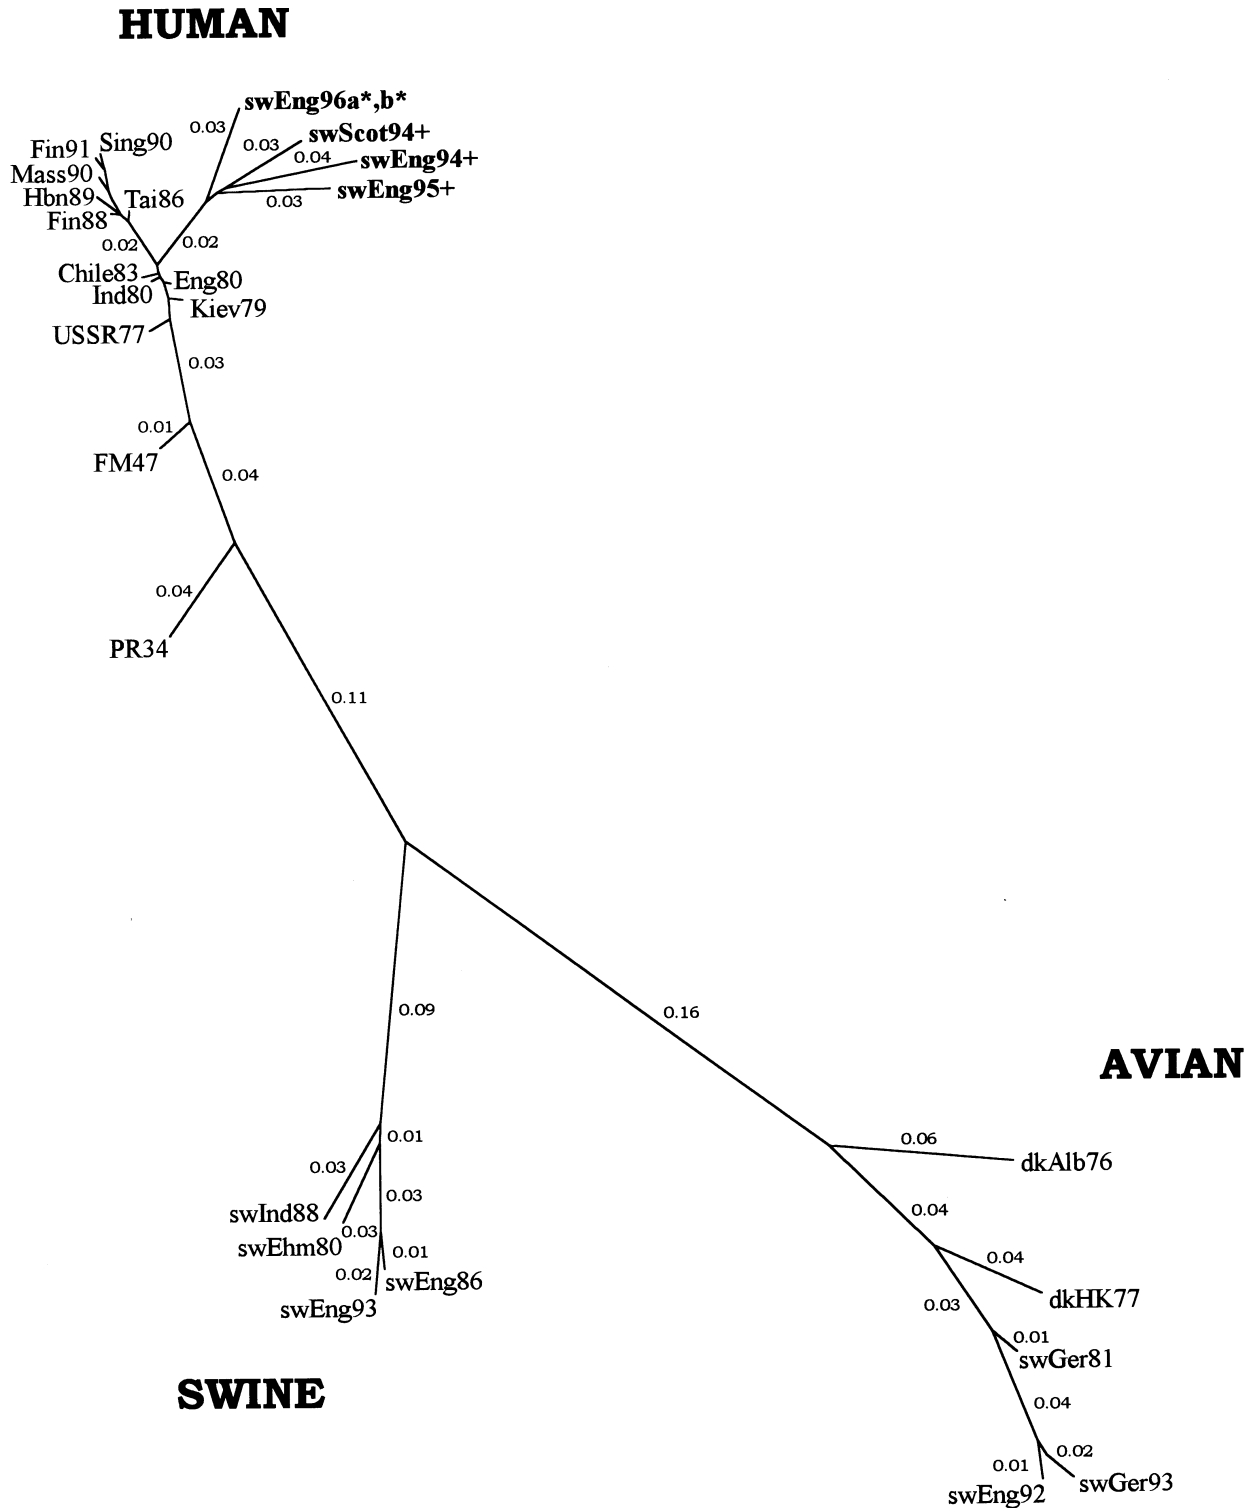 HUMAN
swEng96a*,b*
0.03
swScot94+
0.03
Sing90
Fin91
0.04
swEng94+
Mass90
swEng95+
Hbn89
Tai86
0.03
Fin88
0.02
0.02
Chile83
Eng80
Ind80
Kiev79
USSR77
0.03
0.01
FM47
0.04
0.04
PR34
0.11
0.09
0.16
AVIAN
0.01
0.06
dkAlb76
0.03
0.03
swInd88
0.04
0.03
swEhm80
0.01
0.04
0.02
swEng86
dkHK77
swEng93
0.03
0.01
swGer81
SWINE
0.04
0.02
0.01
swGer93
swEng92